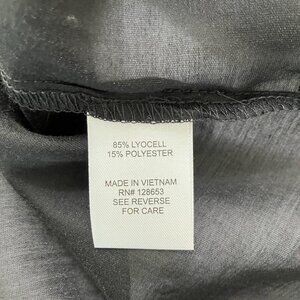 85% LYOCELL
15% POLYESTER
MADE IN VIETNAM
RN# 128653
SEE REVERSE
FOR CARE